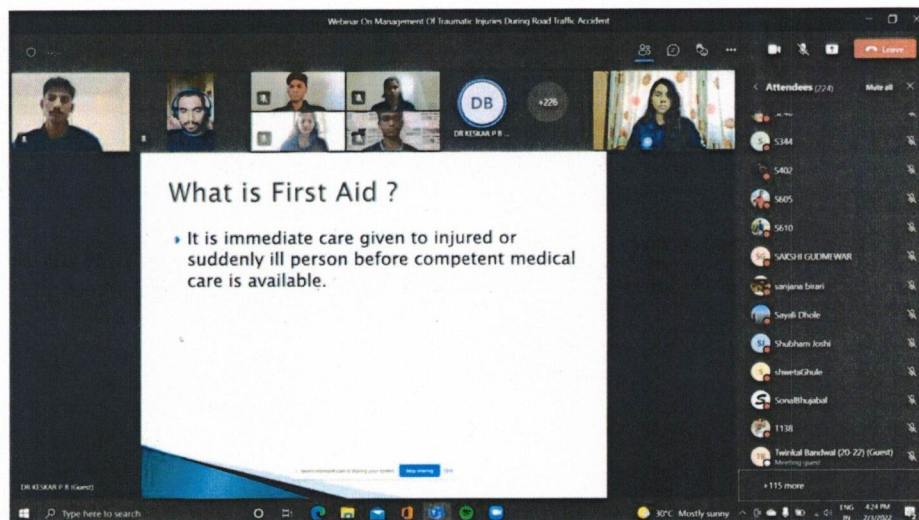 Webinar On Management Of Traumatic Injuries During Road Traffic Accident
Leave
Attendees (224)
Mute all
DB
+226
DR KESKAR P B ...
S344
S402
S605
S610
SAKSHI GUDMEWAR
sanjana birari
Sayali Dhole
Shubham Joshi
shwetaGhule
SonalBhujabal
1138
Twinkal Bandwal (20-22) (Guest)
Meeting guest
+115 more
What is First Aid ?
It is immediate care given to injured or
suddenly ill person before competent medical
care is available.
Stop sharing
Hide
DR KESKAR P B (Guest)
Type here to search
30°C Mostly sunny
ENG
IN
4:24 PM
2/3/2022